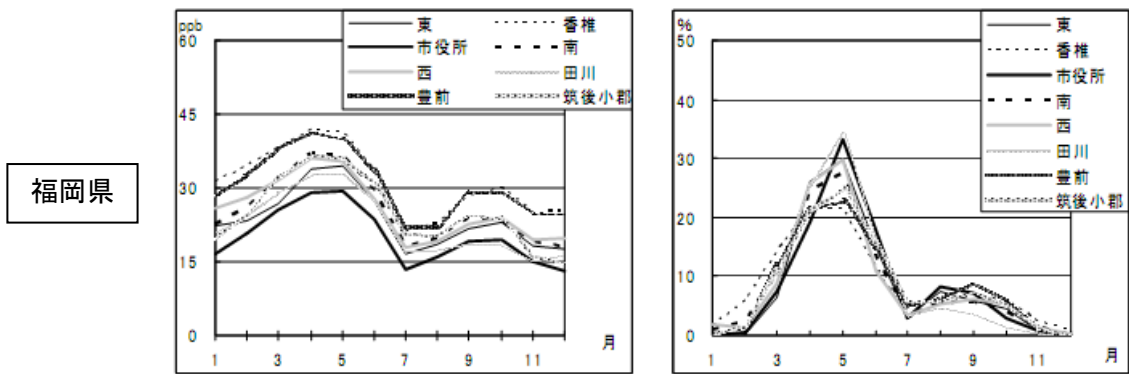 福岡県
ppb
60
45
30
15
0
1 3 5 7 9 11
月
東 香椎
市役所 南
西 田川
豊前 筑後小郡
%
50
40
30
20
10
0
1 3 5 7 9 11
月
東
香椎
市役所
南
西
田川
豊前
筑後小郡